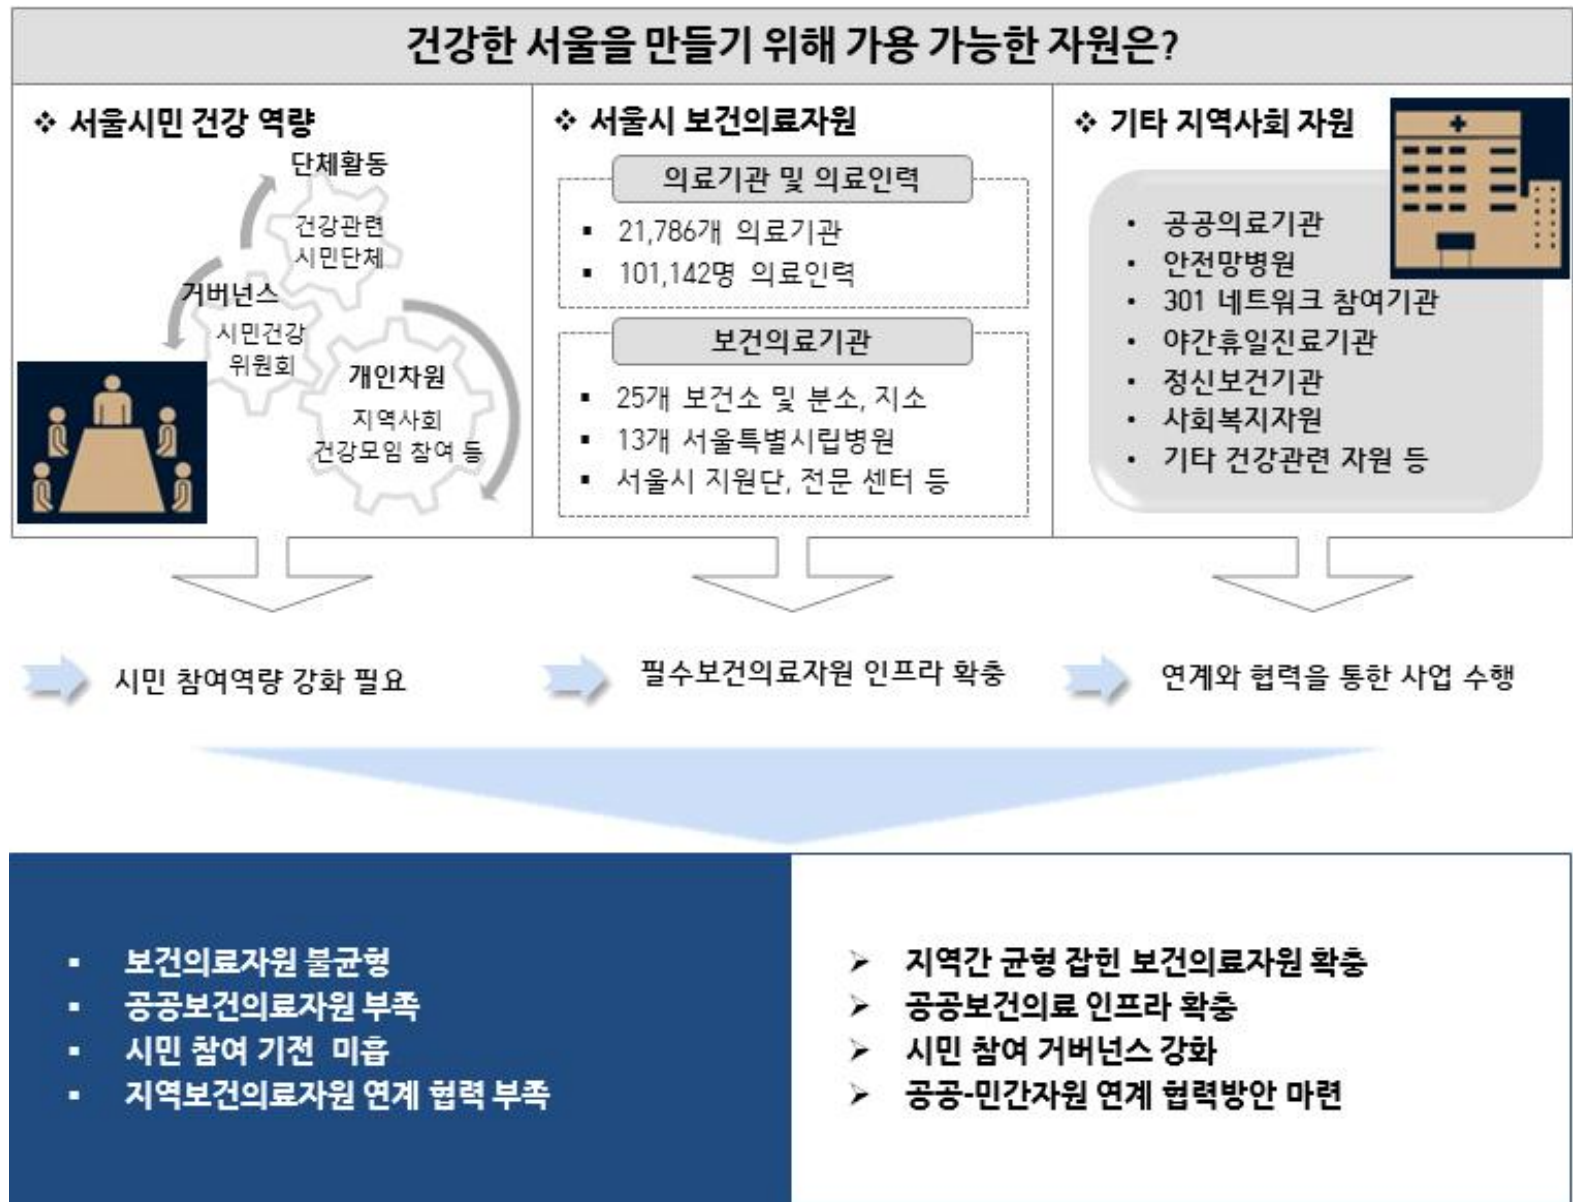 건강한 서울을 만들기 위해 가용 가능한 자원은?
❖ 서울시민 건강 역량
단체활동
건강관련
시민단체
거버넌스
시민건강
위원회
개인차원
지역사회
건강모임 참여 등
❖ 서울시 보건의료자원
의료기관 및 의료인력
▪ 21,786개 의료기관
▪ 101,142명 의료인력
보건의료기관
▪ 25개 보건소 및 분소, 지소
▪ 13개 서울특별시립병원
▪ 서울시 지원단, 전문 센터 등
❖ 기타 지역사회 자원
• 공공의료기관
• 안전망병원
• 301 네트워크 참여기관
• 야간휴일진료기관
• 정신보건기관
• 사회복지자원
• 기타 건강관련 자원 등
시민 참여역량 강화 필요
필수보건의료자원 인프라 확충
연계와 협력을 통한 사업 수행
▪ 보건의료자원 불균형
▪ 공공보건의료자원 부족
▪ 시민 참여 기전 미흡
▪ 지역보건의료자원 연계 협력 부족
➢ 지역간 균형 잡힌 보건의료자원 확충
➢ 공공보건의료 인프라 확충
➢ 시민 참여 거버넌스 강화
➢ 공공-민간자원 연계 협력방안 마련